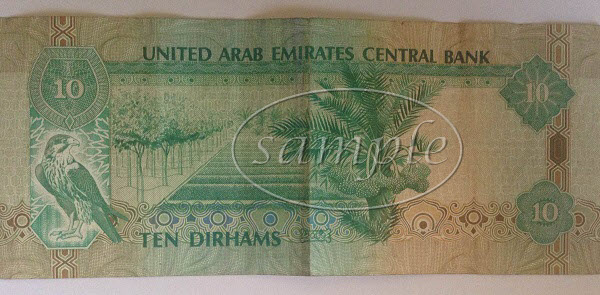 UNITED ARAB EMIRATES CENTRAL BANK
10
10
sample
TEN DIRHAMS
10